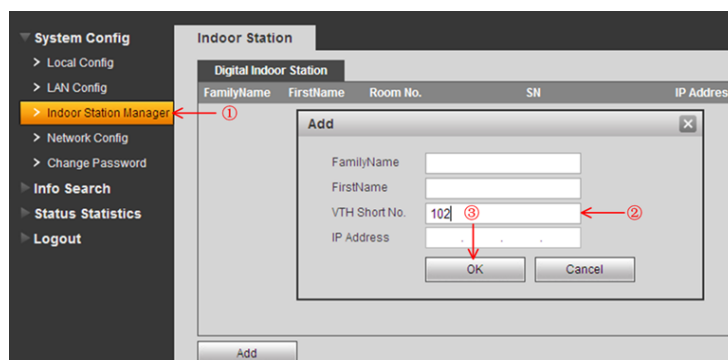 System Config
> Local Config
> LAN Config
> Indoor Station Manager
①
> Network Config
> Change Password
Info Search
Status Statistics
Logout
Indoor Station
Digital Indoor Station
FamilyName FirstName Room No. SN IP Addres
Add
FamilyName
FirstName
VTH Short No. 102 ③ ②
IP Address . . .
OK Cancel
Add